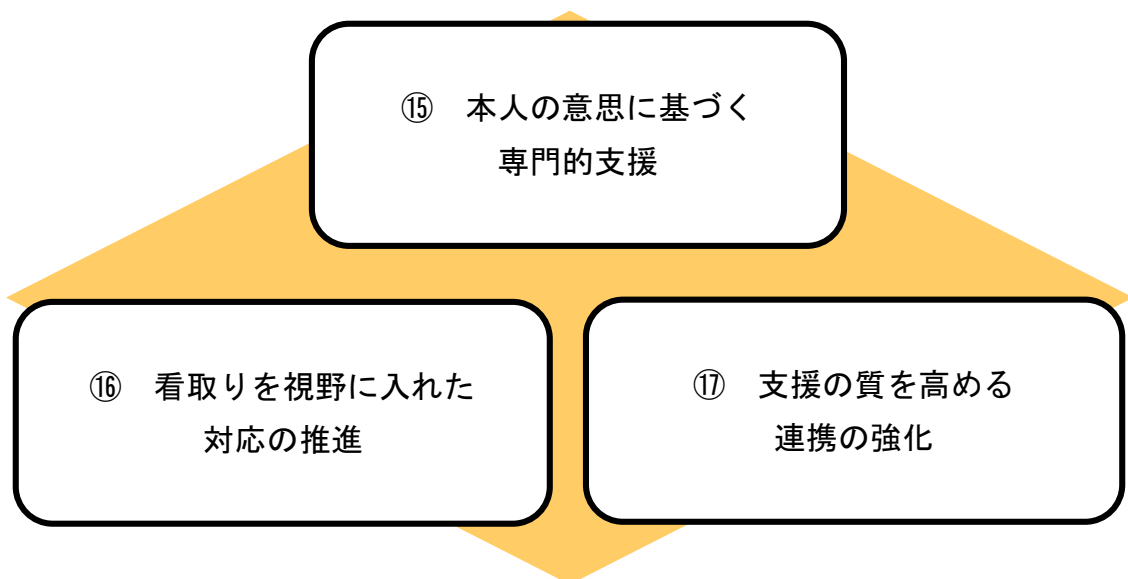 ⑮　本人の意思に基づく
専門的支援
⑯　看取りを視野に入れた
対応の推進
⑰　支援の質を高める
連携の強化